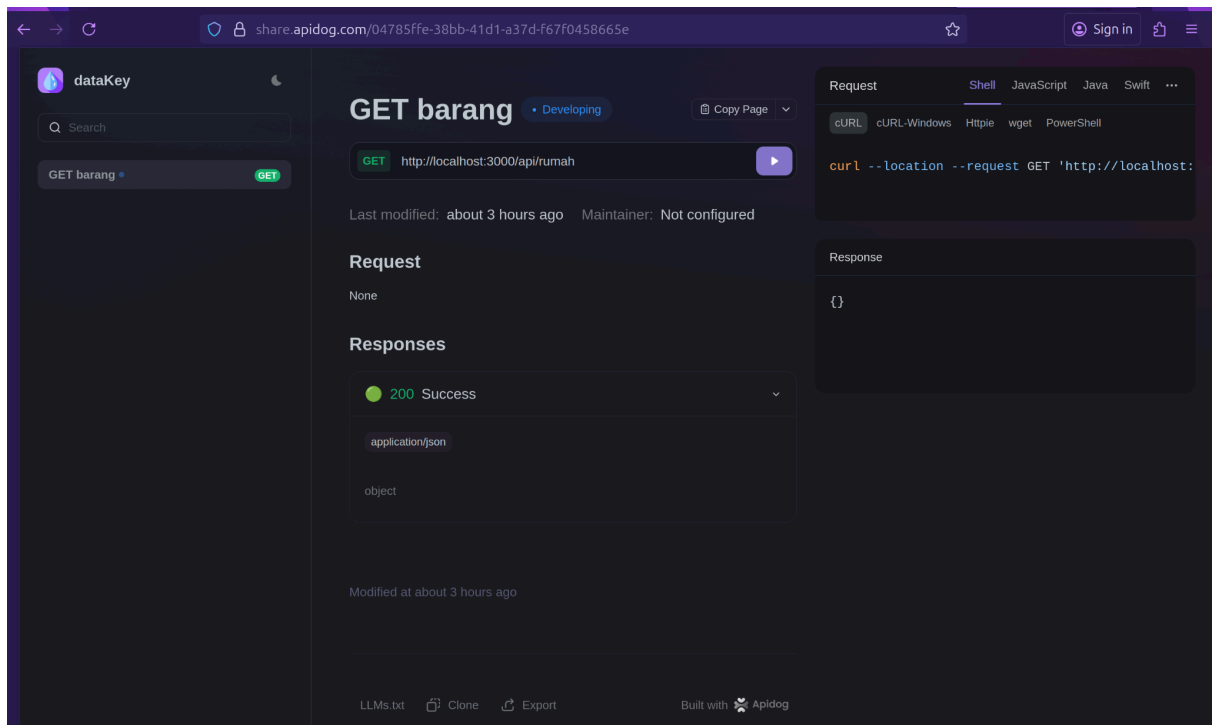 share.apidog.com/04785ffe-38bb-41d1-a37d-f67f0458665e
Sign in
dataKey
Search
GET barang
GET
GET barang
Developing
Copy Page
GET http://localhost:3000/api/rumah
Last modified: about 3 hours ago Maintainer: Not configured
Request
None
Responses
200 Success
application/json
object
Modified at about 3 hours ago
LLMs.txt Clone Export Built with Apidog
Request Shell JavaScript Java Swift ···
cURL cURL-Windows Httpie wget PowerShell
curl --location --request GET 'http://localhost:
Response
{}